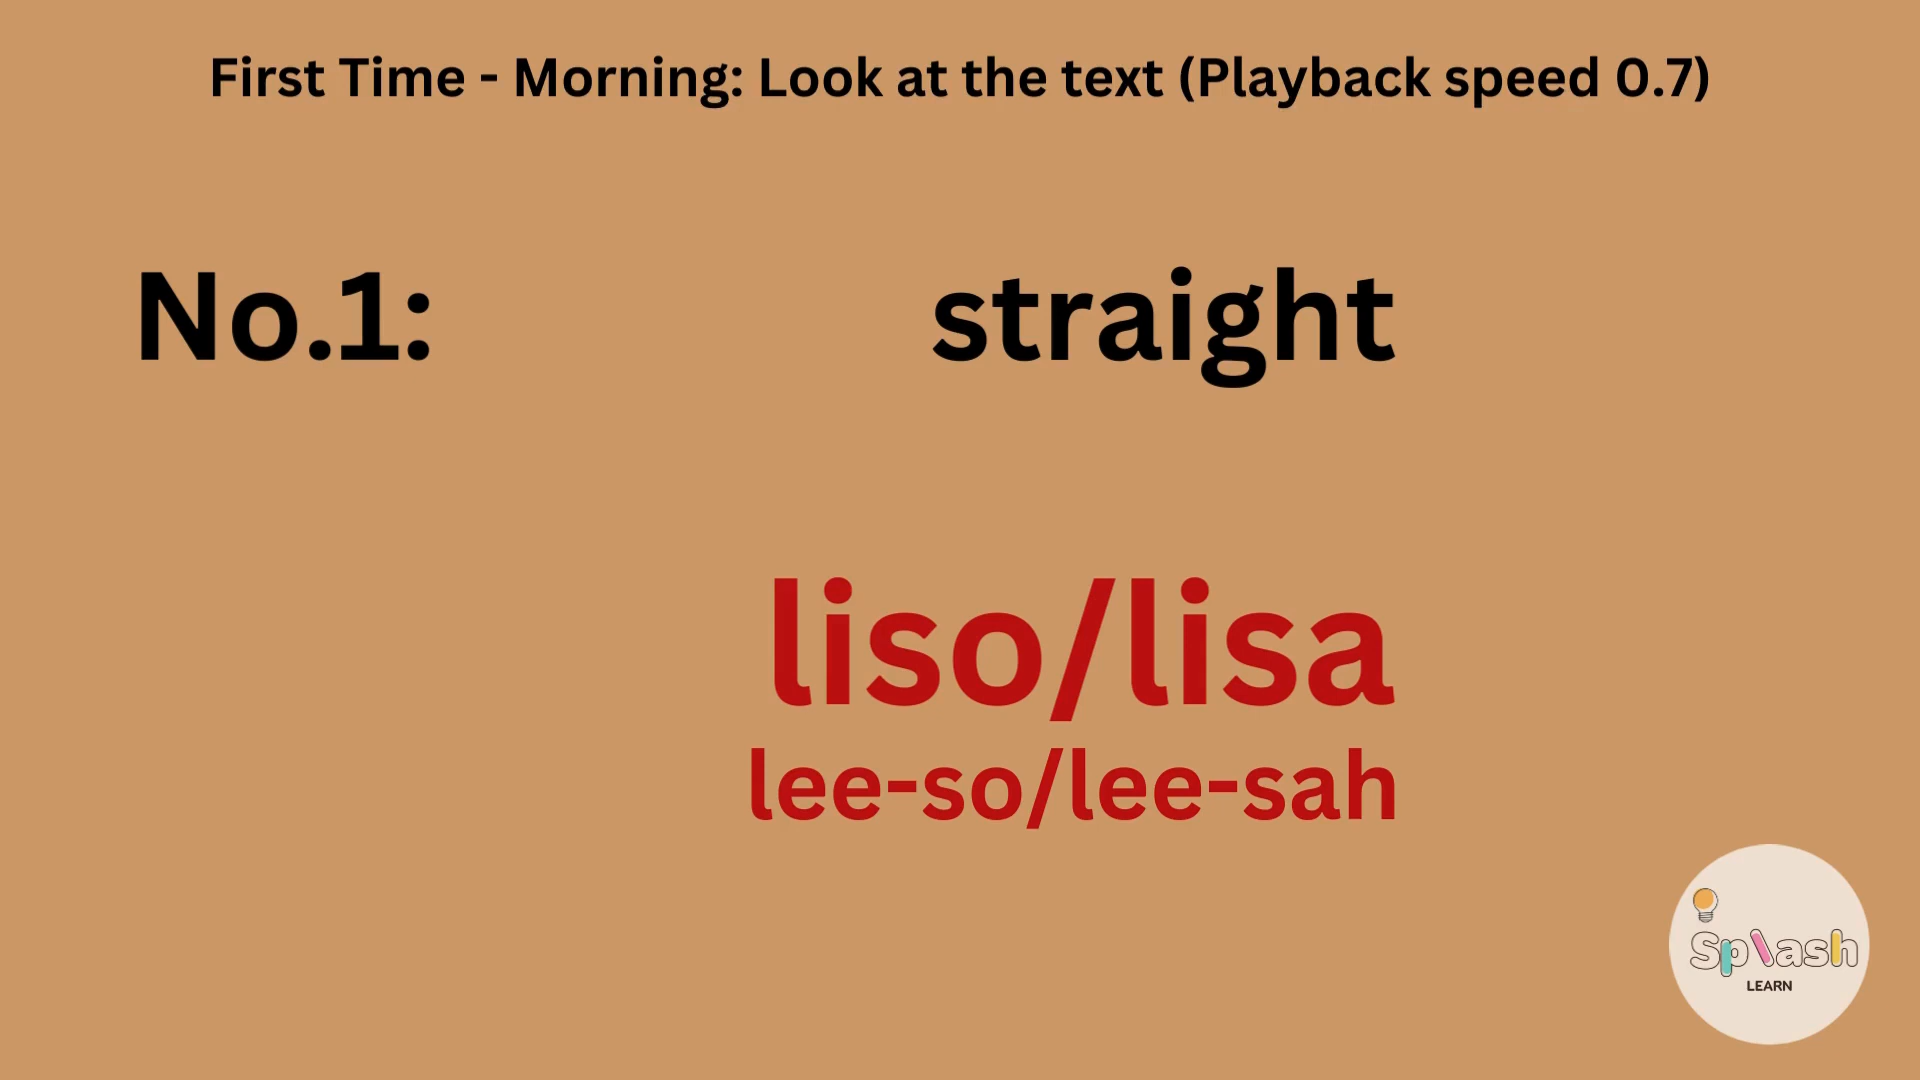 First Time - Morning: Look at the text (Playback speed 0.7)
No.1: straight
liso/lisa
lee-so/lee-sah
Splash
LEARN